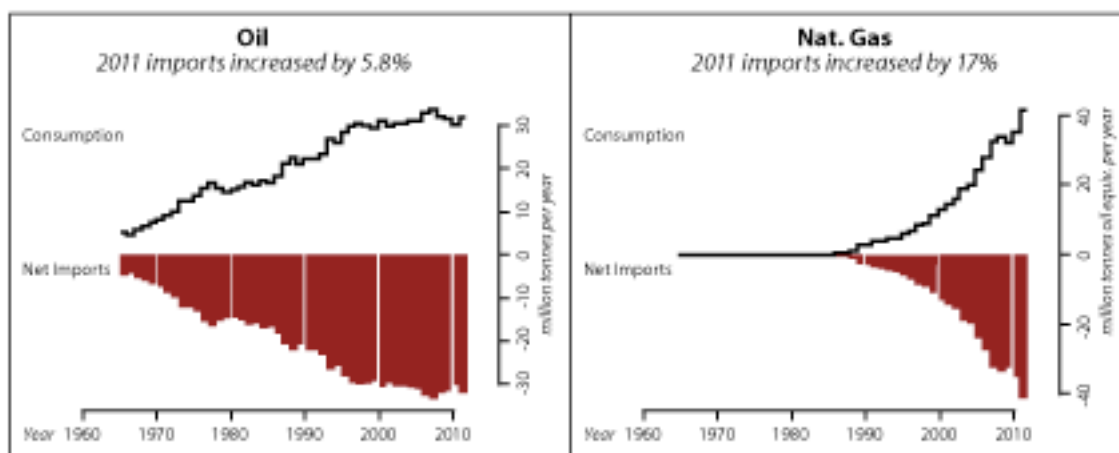 Oil
2011 imports increased by 5.8%
Consumption
Net Imports
30
20
10
0
-10
-20
-30
million tonnes per year
Year 1960 1970 1980 1990 2000 2010
Nat. Gas
2011 imports increased by 17%
Consumption
Net Imports
40
20
0
-20
-40
million tonnes oil equiv. per year
Year 1960 1970 1980 1990 2000 2010